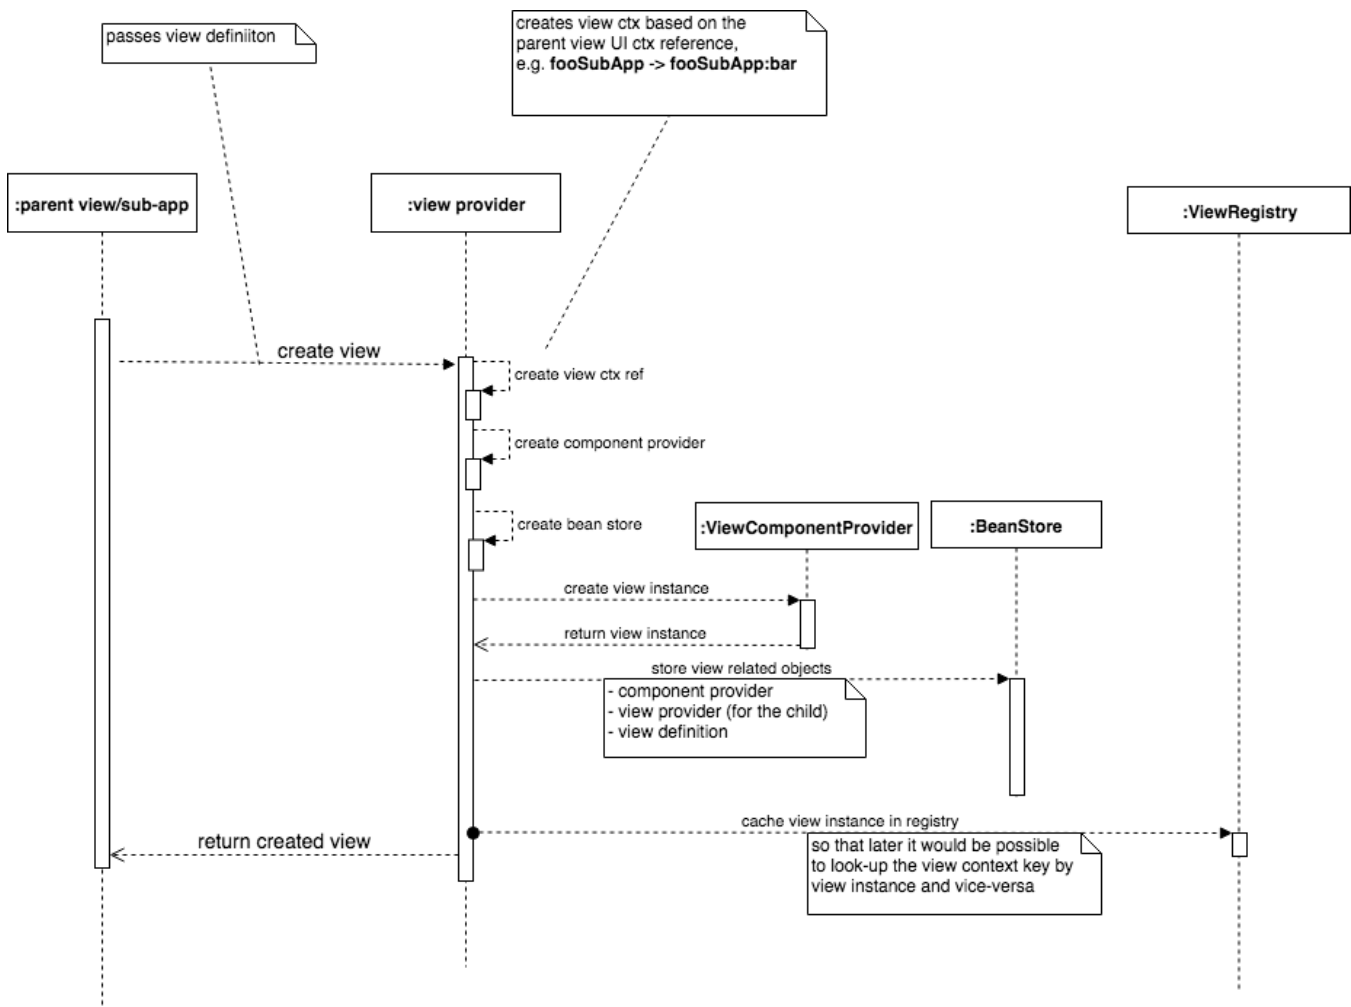 passes view definiiton
creates view ctx based on the
parent view UI ctx reference,
e.g. fooSubApp -> fooSubApp:bar
:parent view/sub-app
:view provider
:ViewRegistry
create view
create view ctx ref
create component provider
create bean store
:ViewComponentProvider
:BeanStore
create view instance
return view instance
store view related objects
- component provider
- view provider (for the child)
- view definition
cache view instance in registry
return created view
so that later it would be possible
to look-up the view context key by
view instance and vice-versa